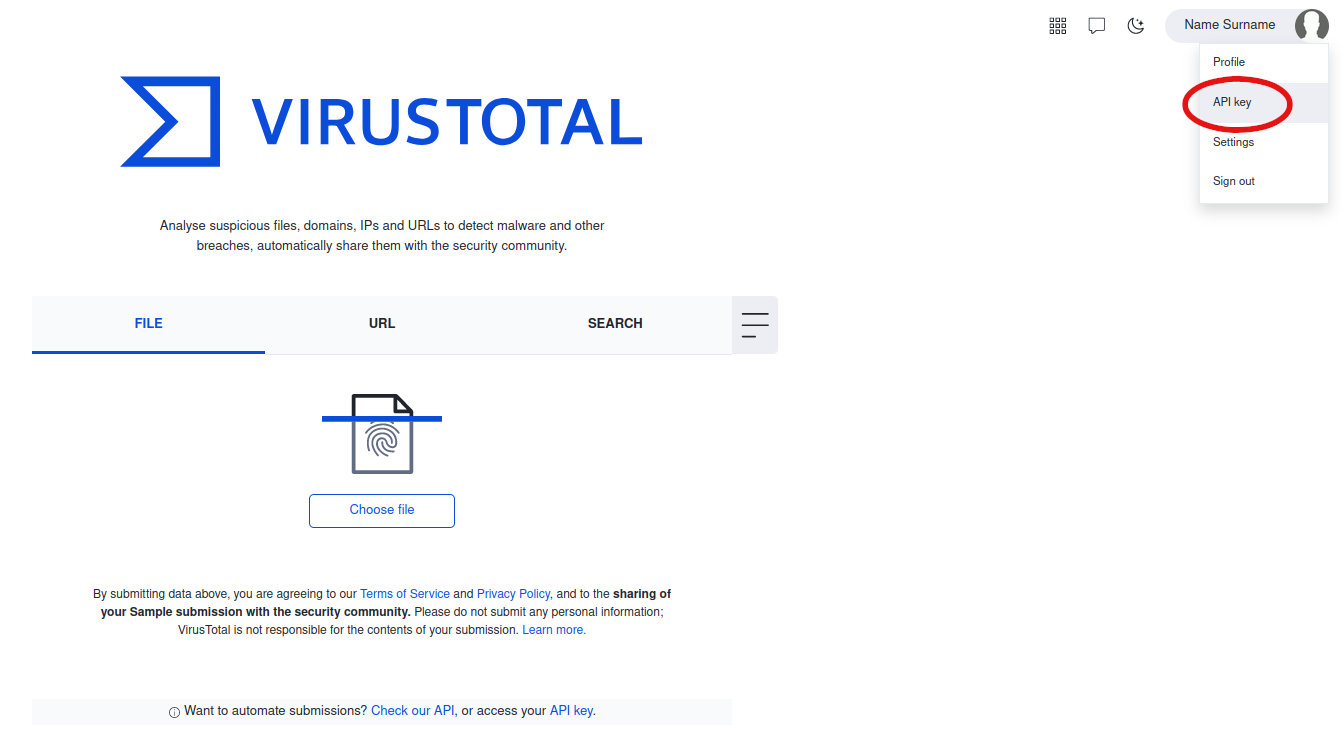 Name Surname
Profile
API key
Settings
Sign out
VIRUSTOTAL
Analyse suspicious files, domains, IPs and URLs to detect malware and other
breaches, automatically share them with the security community.
FILE
URL
SEARCH
Choose file
By submitting data above, you are agreeing to our Terms of Service and Privacy Policy, and to the sharing of
your Sample submission with the security community. Please do not submit any personal information;
VirusTotal is not responsible for the contents of your submission. Learn more.
Want to automate submissions? Check our API, or access your API key.